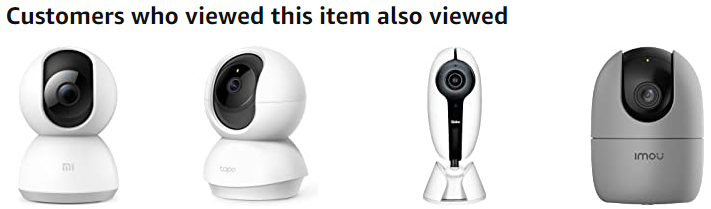 Customers who viewed this item also viewed
mi
tapo
imou